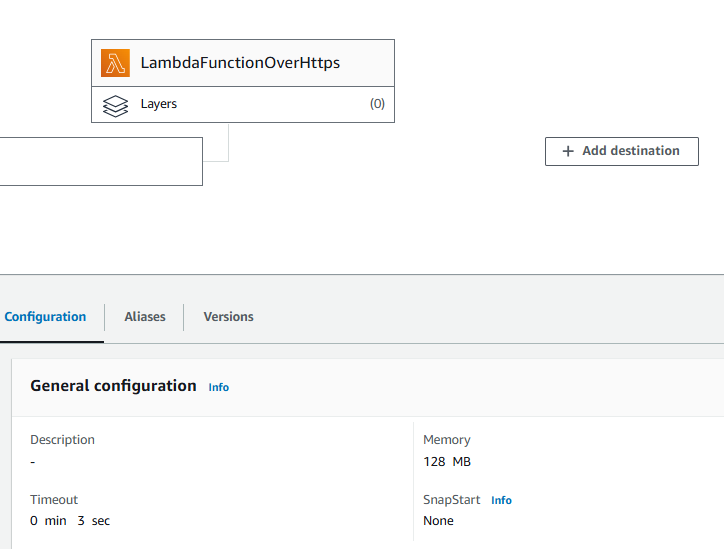 LambdaFunctionOverHttps
Layers (0)
+ Add destination
Configuration Aliases Versions
General configuration Info
Description Memory
- 128 MB
Timeout SnapStart Info
0 min 3 sec None